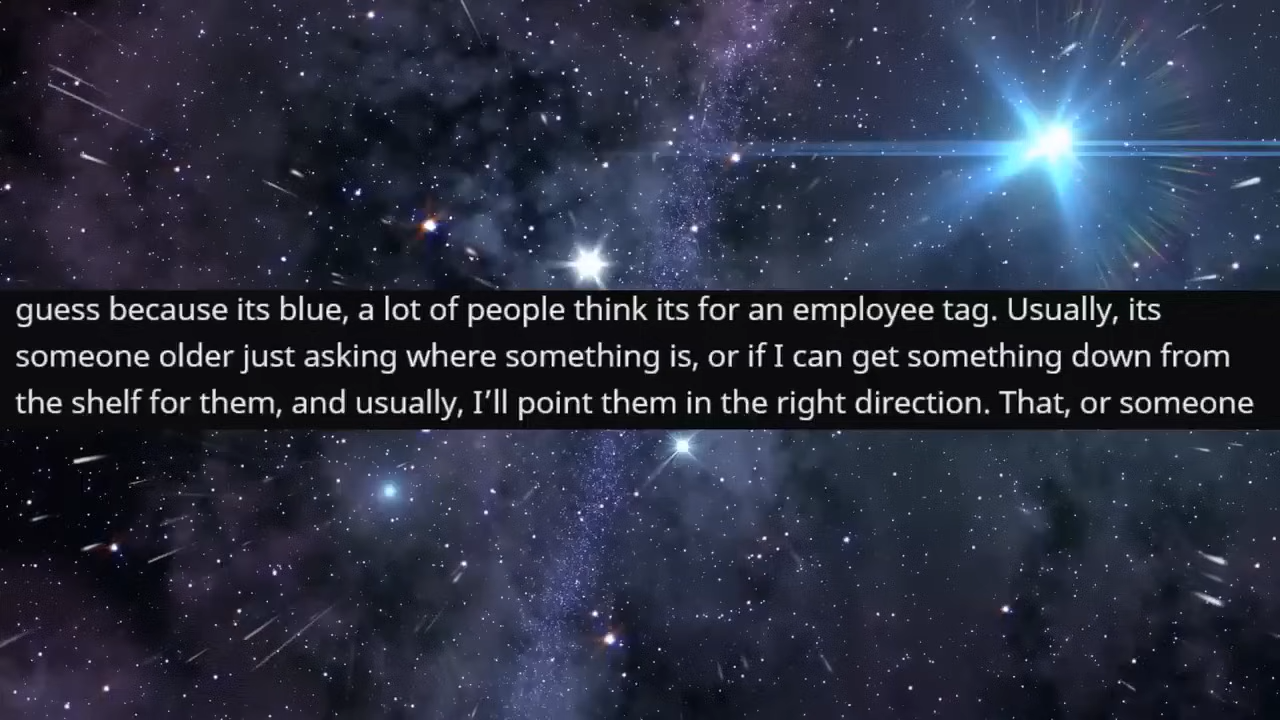 guess because its blue, a lot of people think its for an employee tag. Usually, its
someone older just asking where something is, or if I can get something down from
the shelf for them, and usually, I’ll point them in the right direction. That, or someone